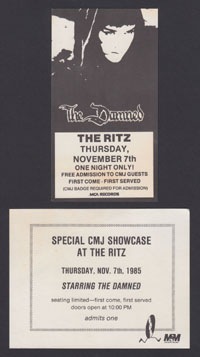 The Damned
THE RITZ
THURSDAY,
NOVEMBER 7th
ONE NIGHT ONLY!
FREE ADMISSION TO CMJ GUESTS
FIRST COME - FIRST SERVED
(CMJ BADGE REQUIRED FOR ADMISSION)
MCA RECORDS
SPECIAL CMJ SHOWCASE
AT THE RITZ
THURSDAY, NOV. 7th. 1985
STARRING THE DAMNED
seating limited—first come, first served
doors open at 10:00 PM
admits one